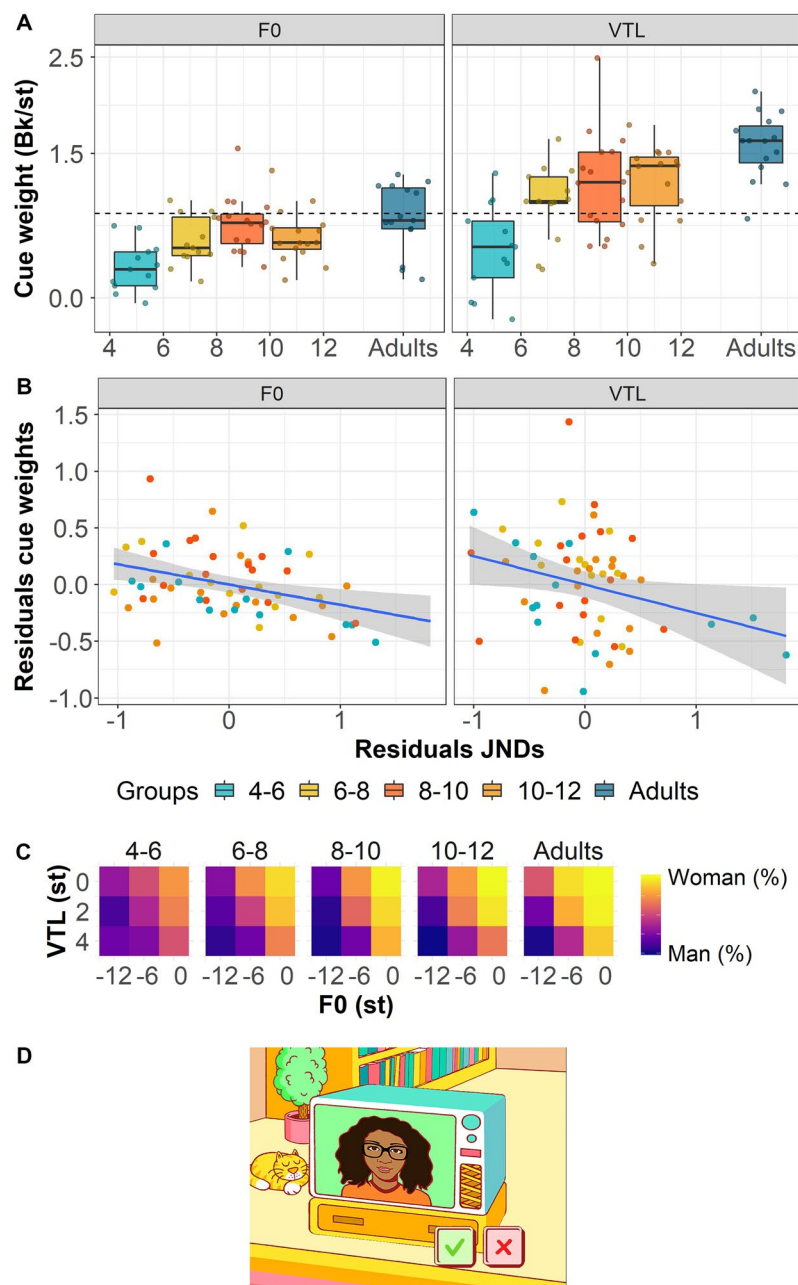 A
F0 VTL
Cue weight (Bk/st)
2.5
1.5
0.0
4 6 8 10 12 Adults 4 6 8 10 12 Adults
B
F0 VTL
Residuals cue weights
1.5
1.0
0.5
0.0
-0.5
-1.0
-1 0 1 -1 0 1
Residuals JNDs
Groups 4-6 6-8 8-10 10-12 Adults
C
4-6 6-8 8-10 10-12 Adults
VTL (st)
0
2
4
-12 -6 0 -12 -6 0 -12 -6 0 -12 -6 0 -12 -6 0
F0 (st)
Woman (%)
Man (%)
D